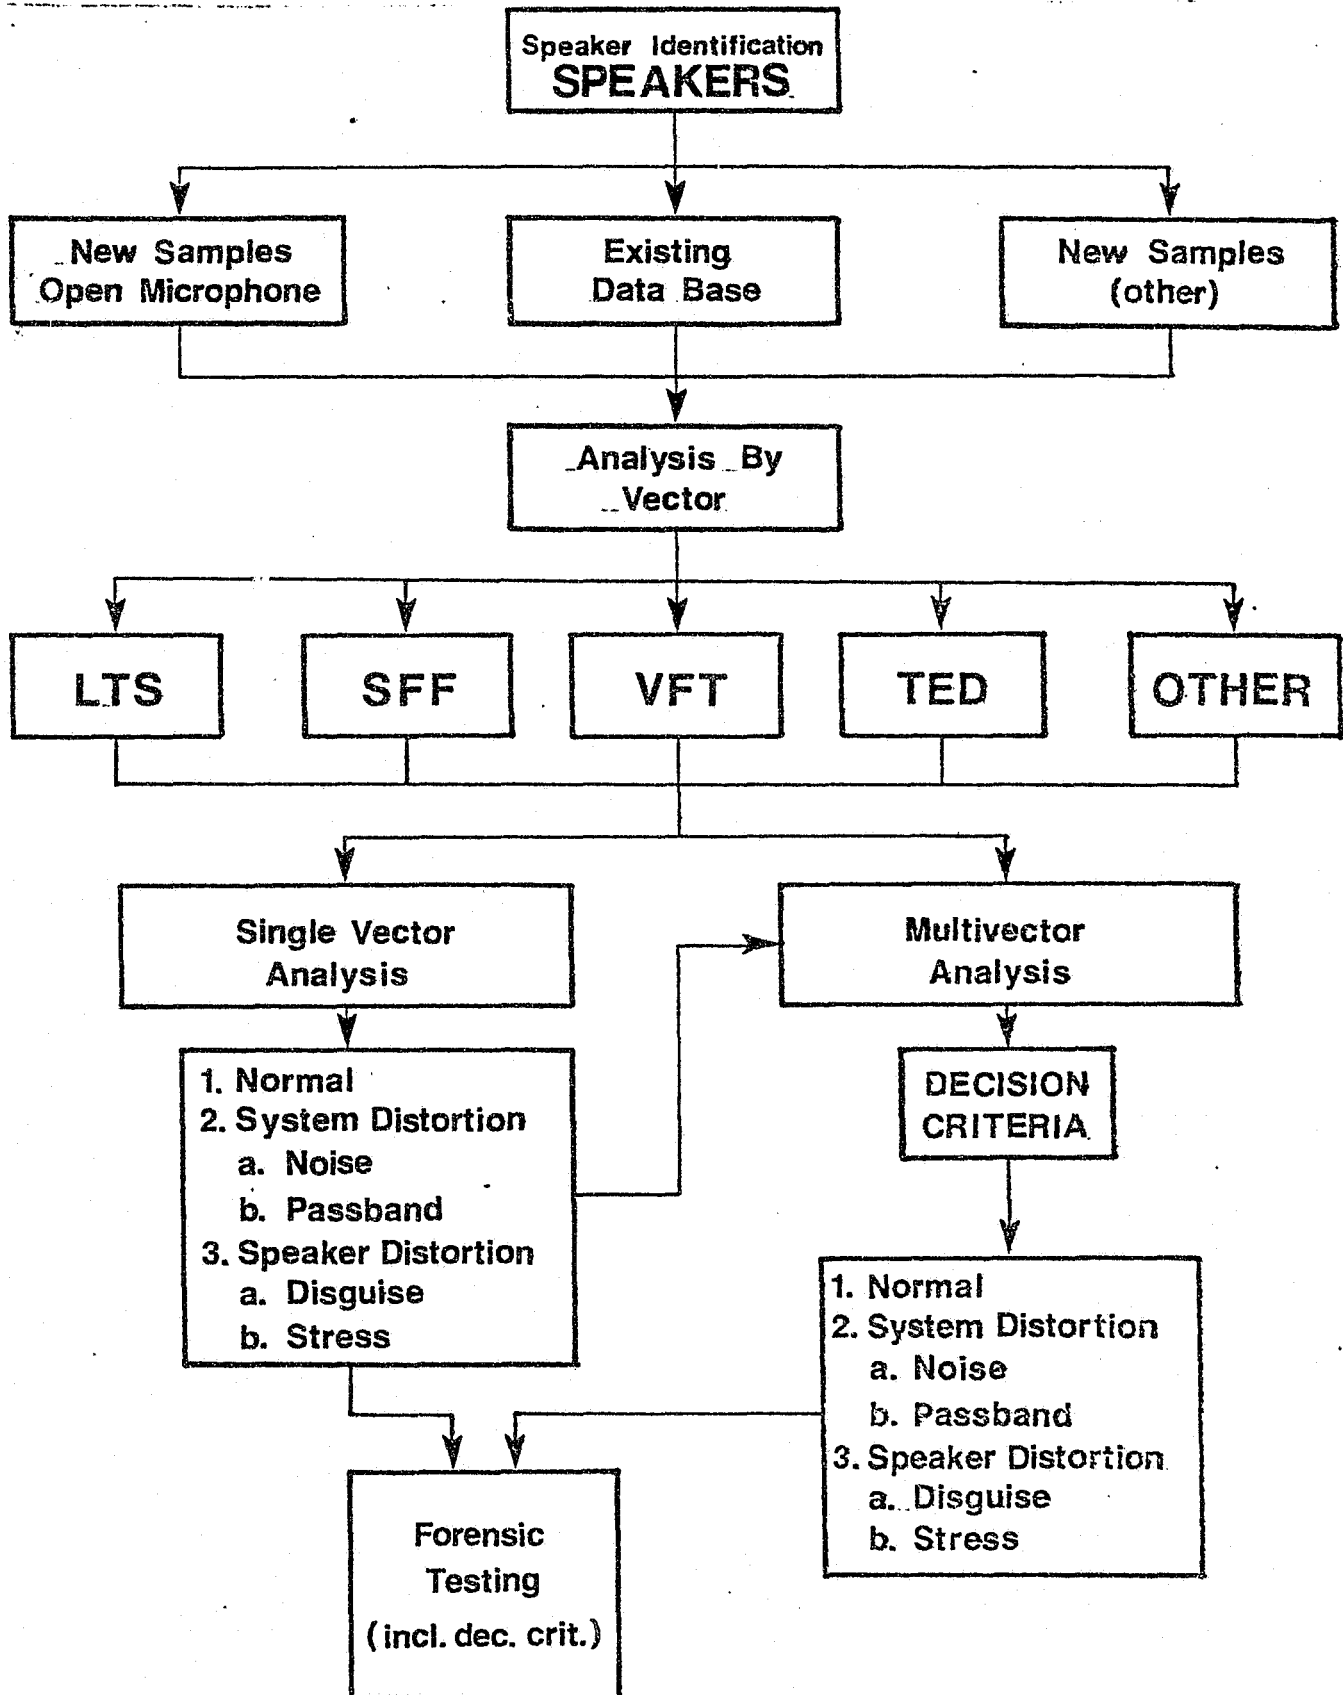 Speaker Identification
SPEAKERS
New Samples
Open Microphone
Existing
Data Base
New Samples
(other)
Analysis By
Vector
LTS
SFF
VFT
TED
OTHER
Single Vector
Analysis
Multivector
Analysis
1. Normal
2. System Distortion
a. Noise
b. Passband
3. Speaker Distortion
a. Disguise
b. Stress
DECISION
CRITERIA
1. Normal
2. System Distortion
a. Noise
b. Passband
3. Speaker Distortion
a. Disguise
b. Stress
Forensic
Testing
(incl. dec. crit.)